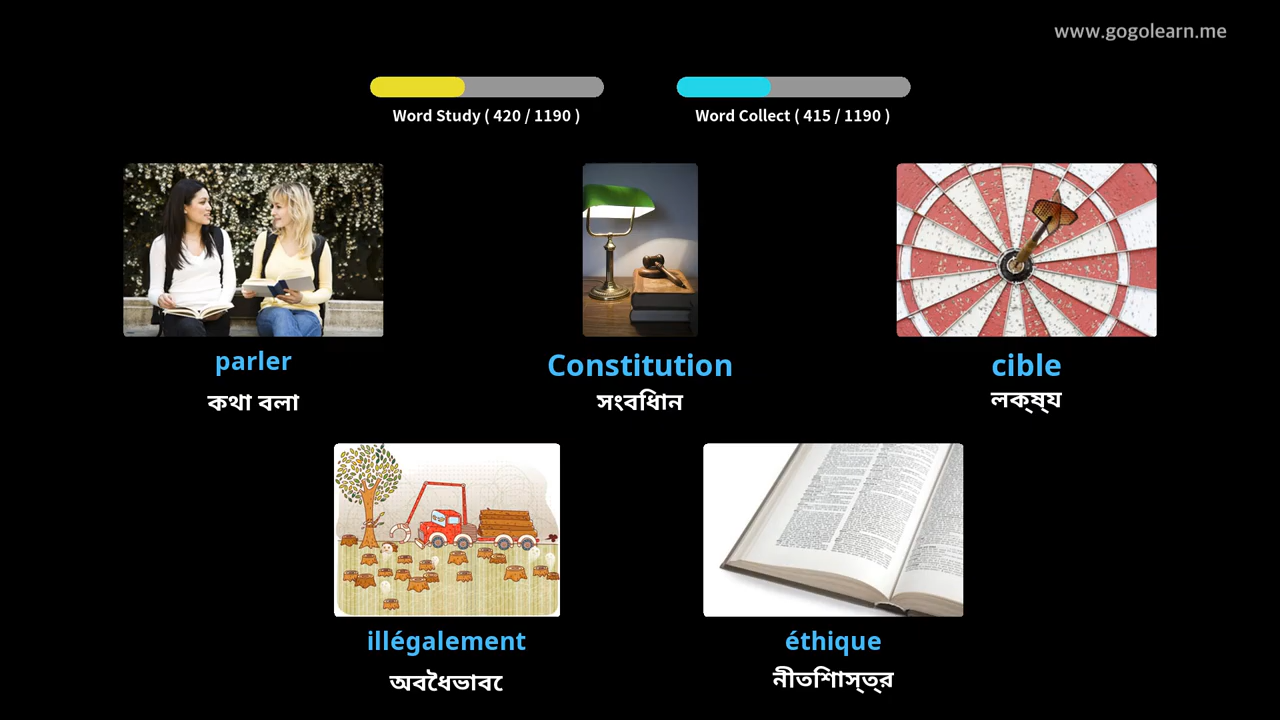 www.gogolearn.me
Word Study ( 420 / 1190 )
Word Collect ( 415 / 1190 )
parler
Constitution
cible
কথা বলা
সংবিধান
লক্ষ্য
illégalement
éthique
অবৈধভাবে
নীতিশাস্ত্র